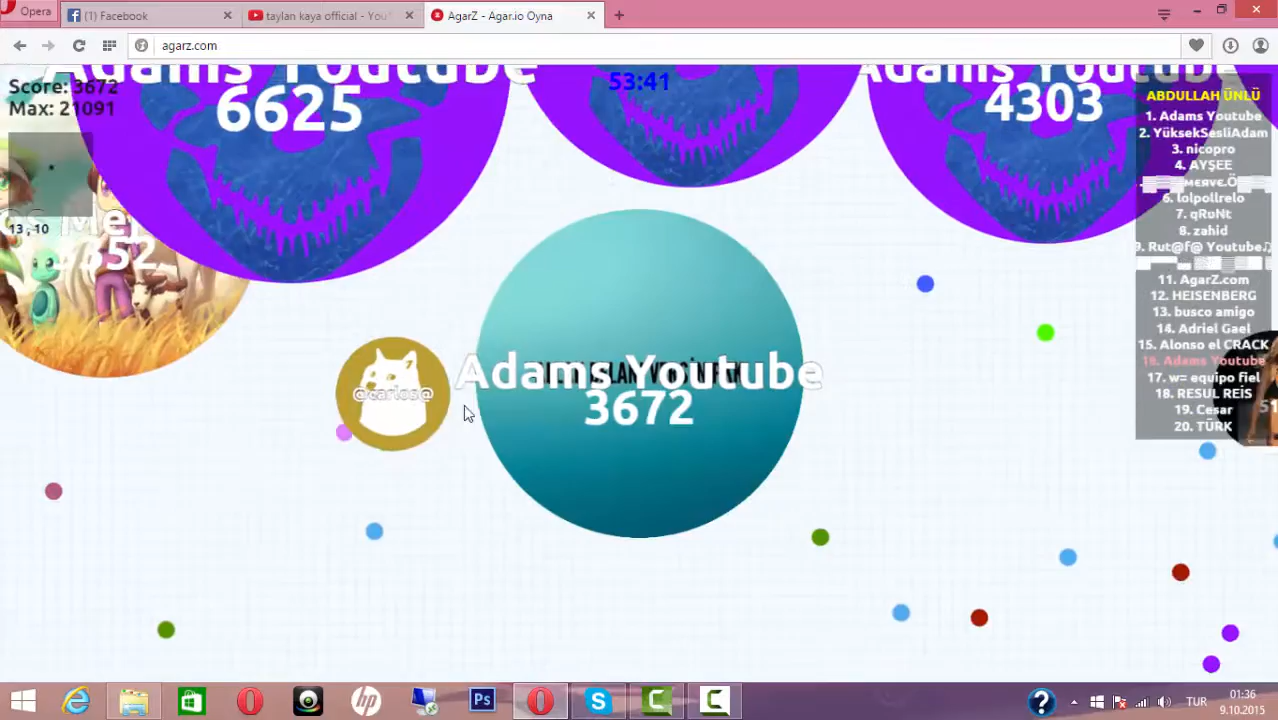 Opera
(1) Facebook
taylan kaya official - You
AgarZ - Agar.io Oyna
agarz.com
Score: 3672
Max: 21091
Adams Youtube
6625
53:41
Adams Youtube
4303
13,10
ABDULLAH ÜNLÜ
1. Adams Youtube
2. YüksekSesliAdam
3. nicopro
4. AYŞEE
6. lolpollrelo
7. qRuNt
8. zahid
9. Rut@f@ Youtube♫
11. AgarZ.com
12. HEISENBERG
13. busco amigo
14. Adriel Gael
15. Alonso el CRACK
16. Adams Youtube
17. w= equipo fiel
18. RESUL REİS
19. Cesar
20. TÜRK
@carlos@
Adams Youtube
3672
TUR
01:36
9.10.2015